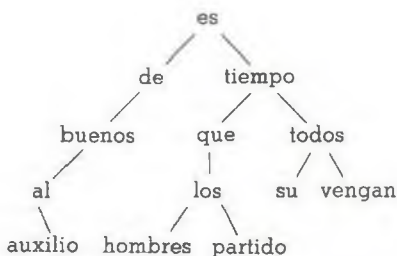 es
de tiempo
buenos que todos
al los su vengan
auxilio hombres partido